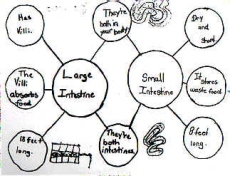 Has
Villi.
They're
both in
your body
Dry
and
short
The
Villi
absorbs
food
Large
Intestine
Small
Intestine
It
stores
waste food
18 feet
long.
They're
both
intestines
8 feet
long.